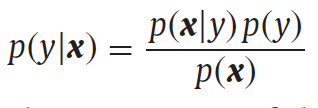 p(y|x) = p(x|y)p(y) / p(x)